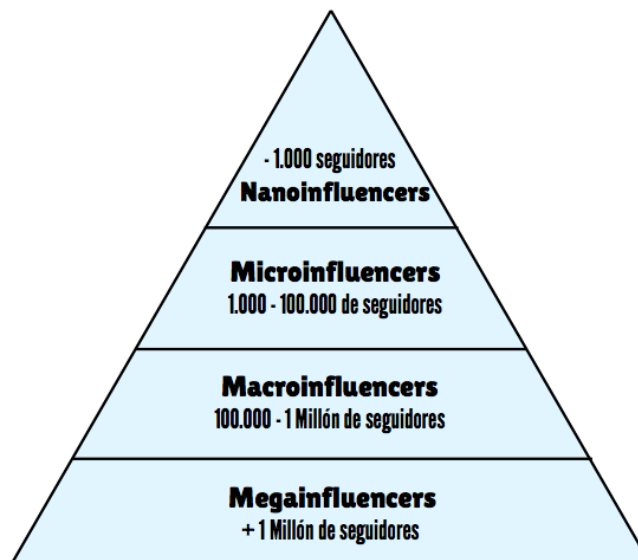 - 1.000 seguidores
Nanoinfluencers
Microinfluencers
1.000 - 100.000 de seguidores
Macroinfluencers
100.000 - 1 Millón de seguidores
Megainfluencers
+ 1 Millón de seguidores